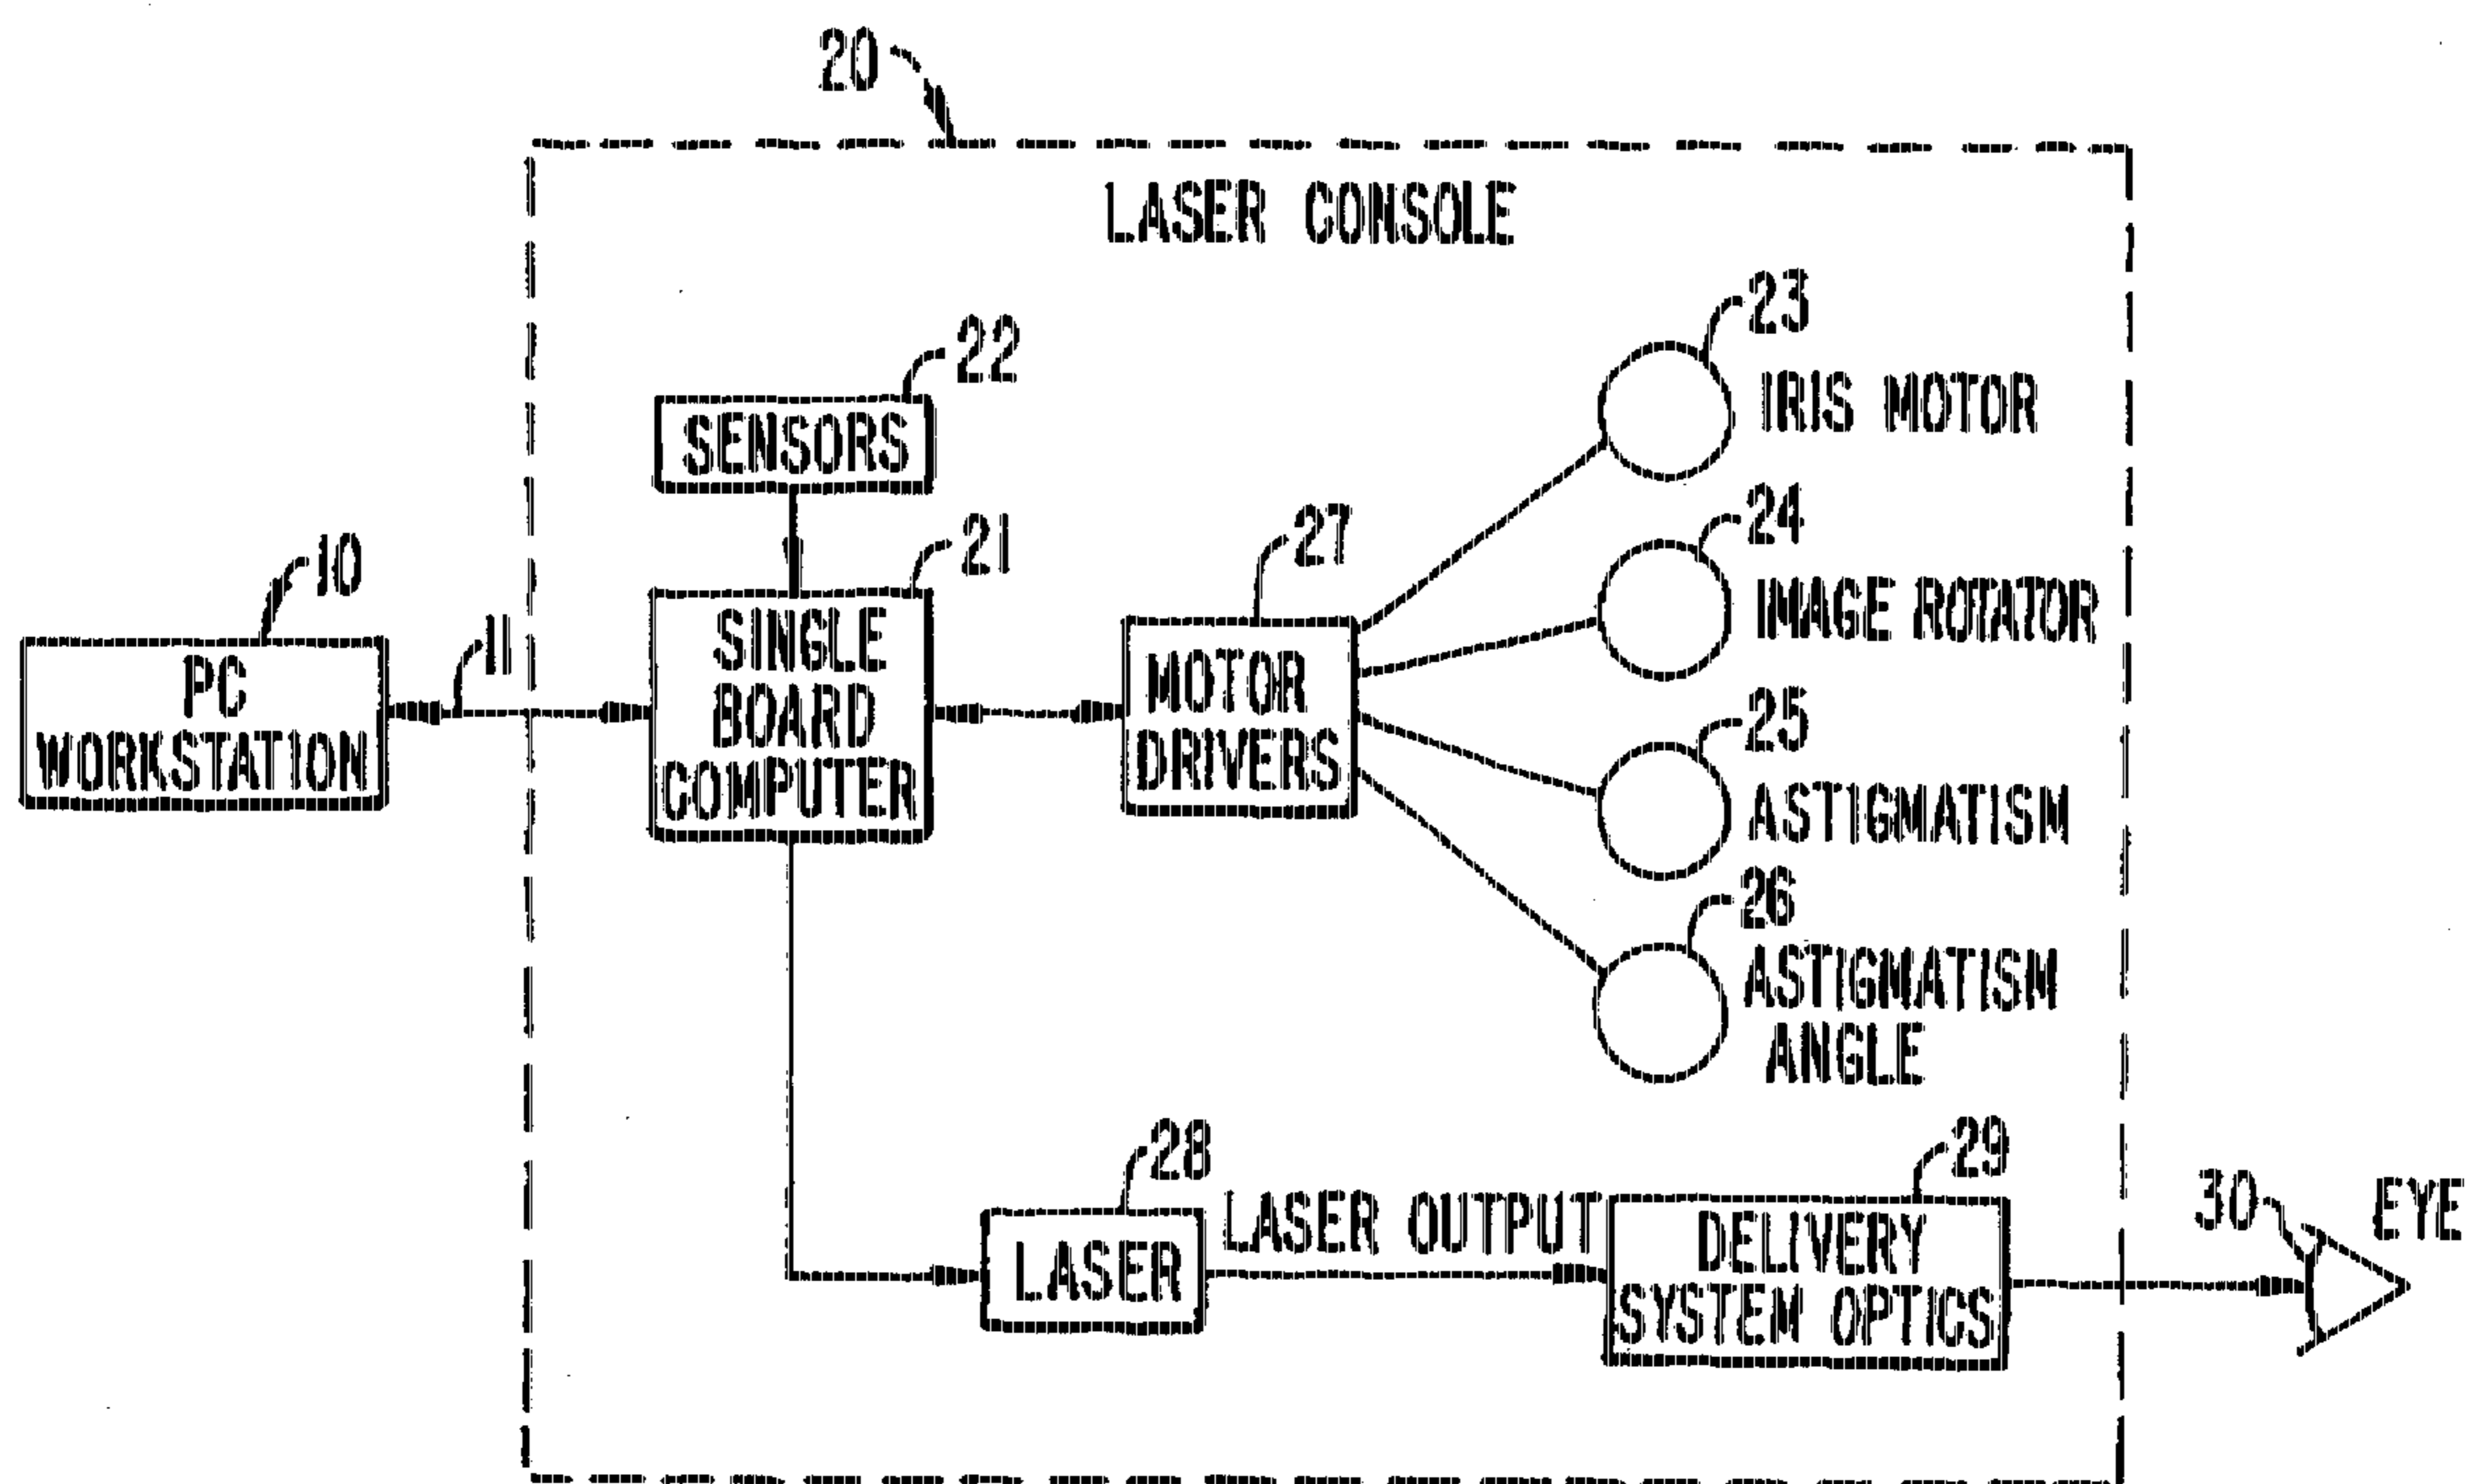 20
LASER CONSOLE
23
IRIS MOTOR
22
SENSORS
24
IMAGE ROTATOR
21
27
10
11
PC
WORKSTATION
SINGLE
BOARD
COMPUTER
MOTOR
DRIVERS
25
ASTIGMATISM
26
ASTIGMATISM
ANGLE
28
LASER
LASER OUTPUT
29
DELIVERY
SYSTEM OPTICS
30
EYE